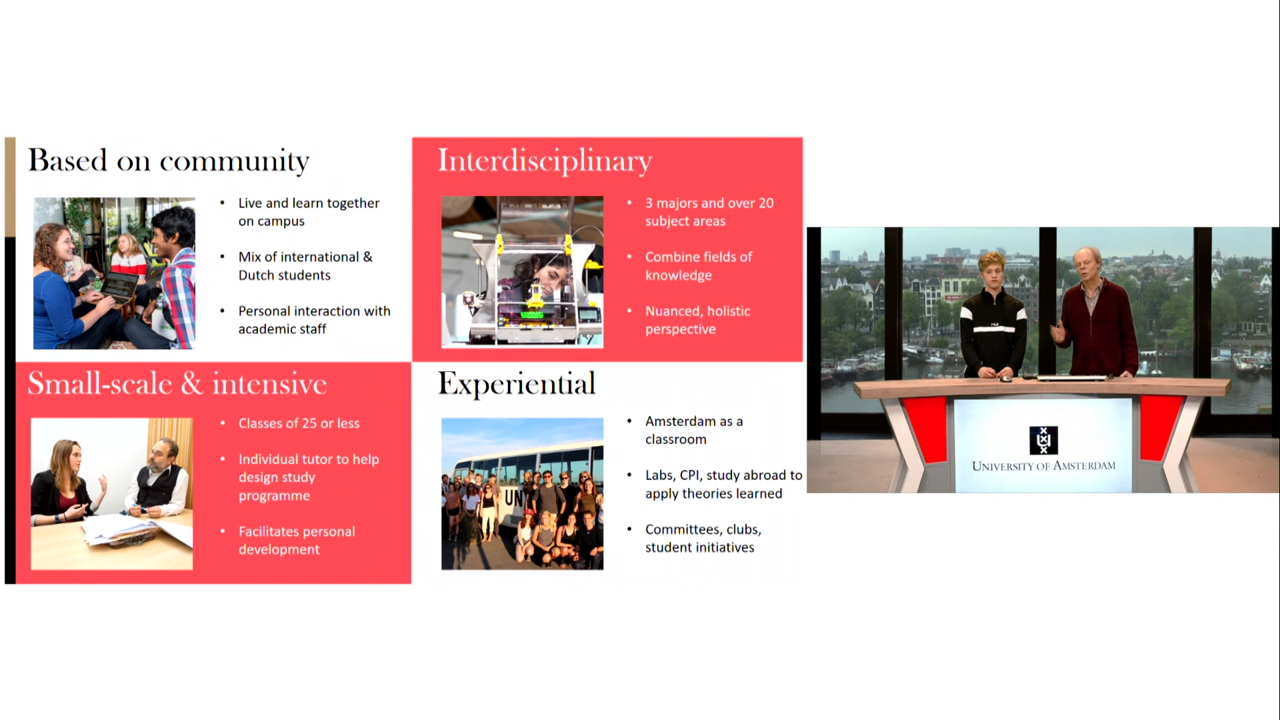 Based on community
• Live and learn together
on campus
• Mix of international &
Dutch students
• Personal interaction with
academic staff
Interdisciplinary
• 3 majors and over 20
subject areas
• Combine fields of
knowledge
• Nuanced, holistic
perspective
Small-scale & intensive
• Classes of 25 or less
• Individual tutor to help
design study
programme
• Facilitates personal
development
Experiential
• Amsterdam as a
classroom
• Labs, CPI, study abroad to
apply theories learned
• Committees, clubs,
student initiatives
UN
UNIVERSITY OF AMSTERDAM